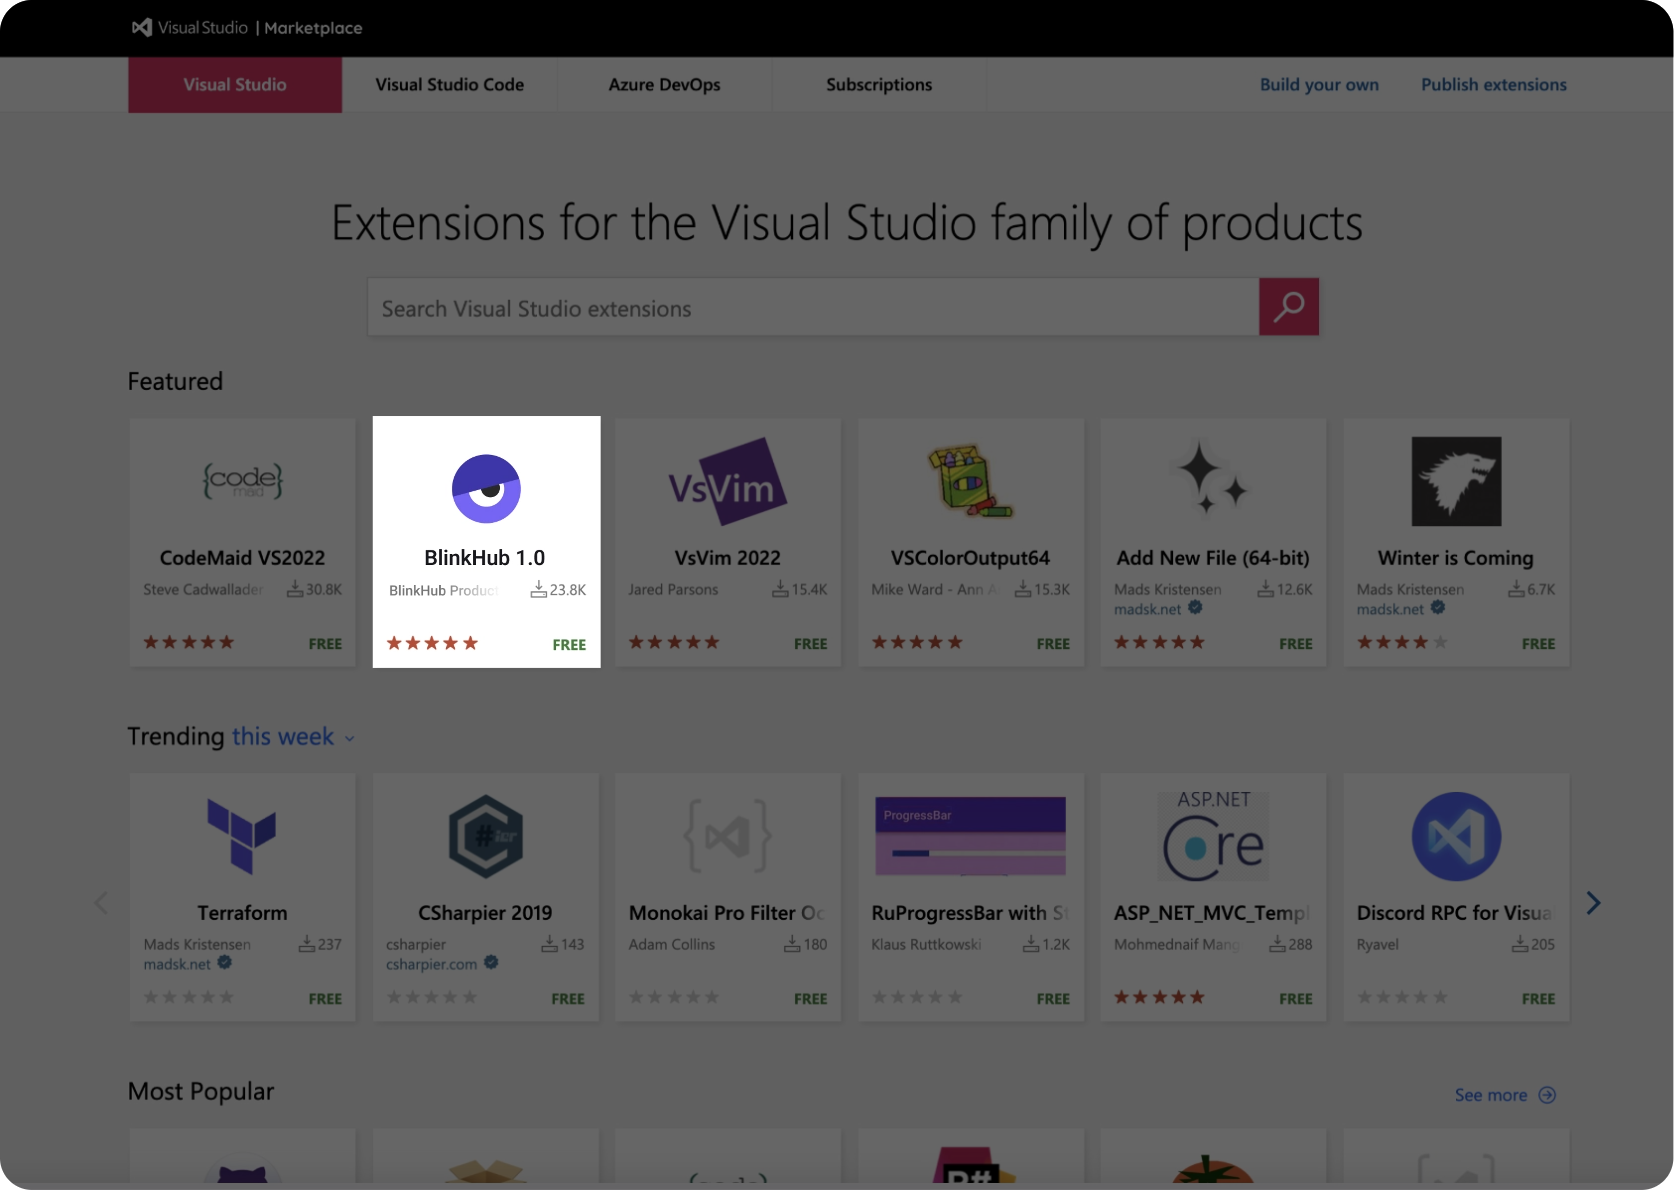 Visual Studio | Marketplace
Visual Studio Visual Studio Code Azure DevOps Subscriptions Build your own Publish extensions
Extensions for the Visual Studio family of products
Search Visual Studio extensions
Featured
{code
maid}
CodeMaid VS2022
Steve Cadwallader 30.8K
FREE
BlinkHub 1.0
BlinkHub Product 23.8K
FREE
VsVim
VsVim 2022
Jared Parsons 15.4K
FREE
VSColorOutput64
Mike Ward - Ann A 15.3K
FREE
Add New File (64-bit)
Mads Kristensen 12.6K
madsk.net
FREE
Winter is Coming
Mads Kristensen 6.7K
madsk.net
FREE
Trending this week
Terraform
Mads Kristensen 237
madsk.net
FREE
#ier
CSharpier 2019
csharpier 143
csharpier.com
FREE
Monokai Pro Filter Oc
Adam Collins 180
FREE
ProgressBar
RuProgressBar with St
Klaus Ruttkowski 1.2K
FREE
ASP.NET
Core
ASP_NET_MVC_Templ
Mohmednaif Mang 288
FREE
Discord RPC for Visua
Ryavel 205
FREE
Most Popular
See more
R#